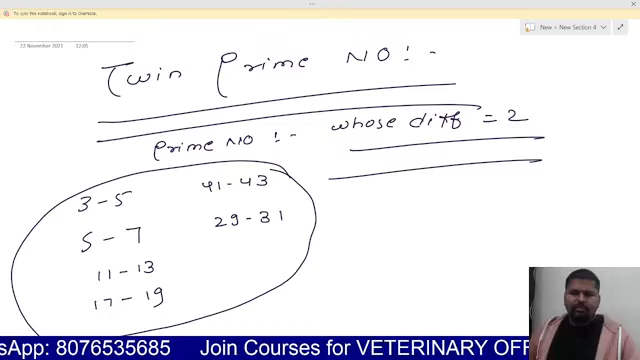 To sync this notebook, sign in to OneNote.
New > New Section 4
22 November 2021 12:05
Twin Prime NO:-
Prime NO:- whose diff = 2
3-5 41-43
5-7 29-31
11-13
17-19
sApp: 8076535685 Join Courses for VETERINARY OFF